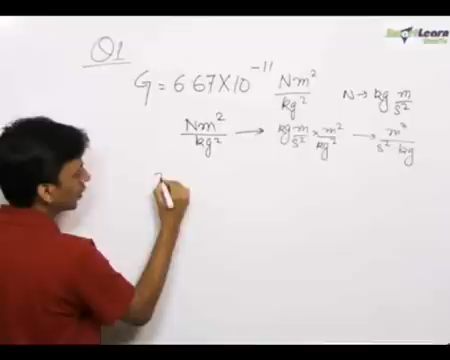 Q1
G = 6.67×10⁻¹¹ Nm²/kg² N → kg m/s²
Nm²/kg² → kg m/s² × m²/kg² → m³/s² kg